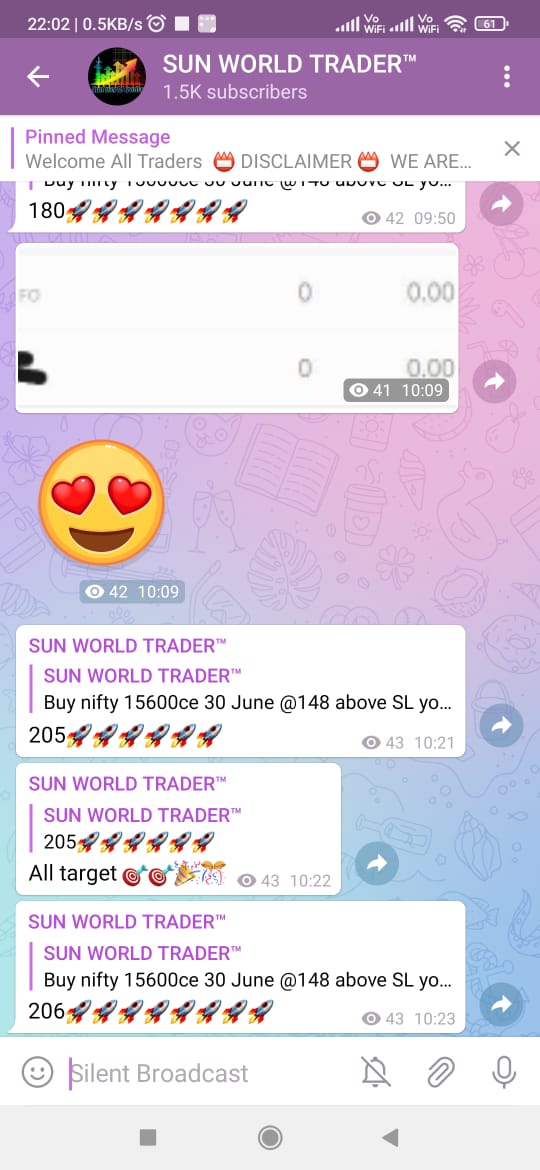 22:02 | 0.5KB/s
Vo WiFi Vo WiFi 61
SUN WORLD TRADER™
1.5K subscribers
Pinned Message
Welcome All Traders 📛 DISCLAIMER 📛 WE ARE...
Buy nifty 15600ce 30 June @148 above SL yo...
180🚀🚀🚀🚀🚀🚀🚀
42 09:50
FO 0 0.00
0 0.00
41 10:09
😍
42 10:09
SUN WORLD TRADER™
SUN WORLD TRADER™
Buy nifty 15600ce 30 June @148 above SL yo...
205🚀🚀🚀🚀🚀🚀
43 10:21
SUN WORLD TRADER™
SUN WORLD TRADER™
205🚀🚀🚀🚀🚀🚀
All target 🎯🎯🎉🎊
43 10:22
SUN WORLD TRADER™
SUN WORLD TRADER™
Buy nifty 15600ce 30 June @148 above SL yo...
206🚀🚀🚀🚀🚀🚀🚀🚀
43 10:23
Silent Broadcast